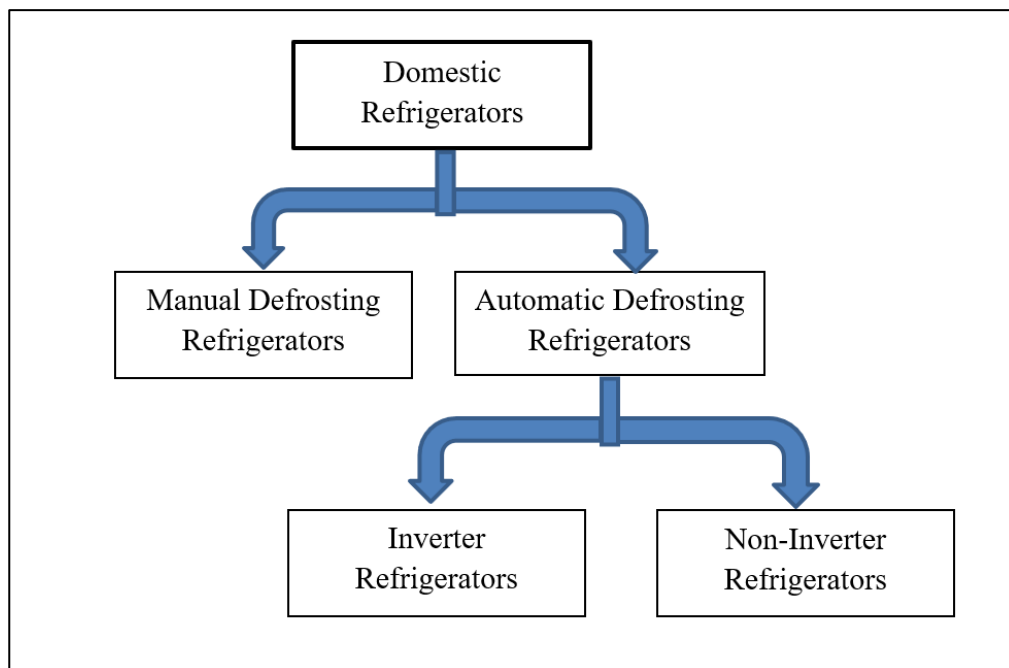 Domestic
Refrigerators
Manual Defrosting
Refrigerators
Automatic Defrosting
Refrigerators
Inverter
Refrigerators
Non-Inverter
Refrigerators